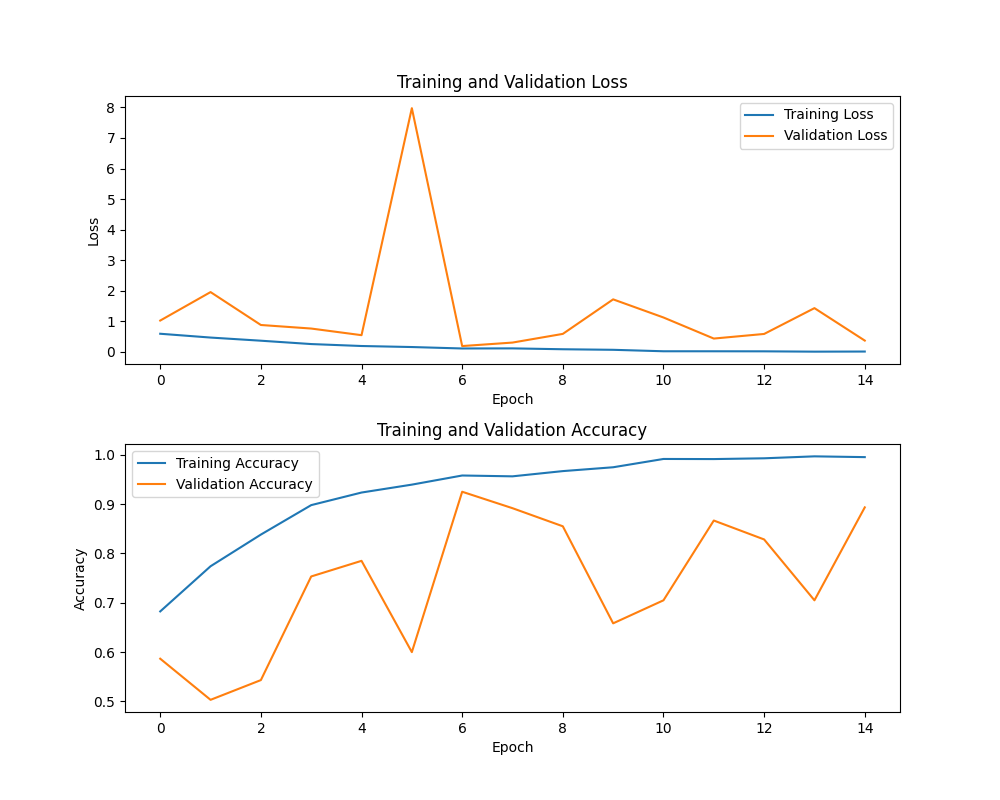 Training and Validation Loss
8
7
6
5
4
3
2
1
0
Loss
Training Loss
Validation Loss
0 2 4 6 8 10 12 14
Epoch
Training and Validation Accuracy
1.0
0.9
0.8
0.7
0.6
0.5
Accuracy
Training Accuracy
Validation Accuracy
0 2 4 6 8 10 12 14
Epoch